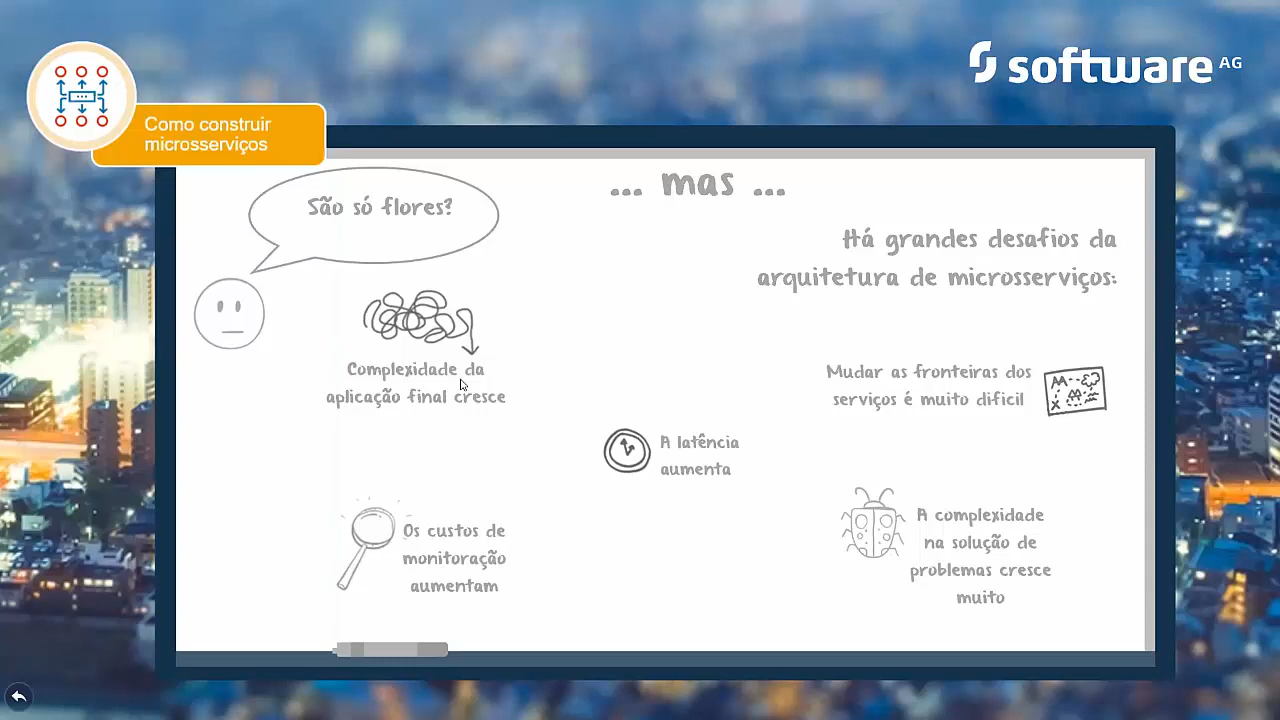 software AG
Como construir
microsserviços
São só flores?
... mas ...
Há grandes desafios da
arquitetura de microsserviços:
Complexidade da
aplicação final cresce
Mudar as fronteiras dos
serviços é muito dificil
A latência
aumenta
Os custos de
monitoração
aumentam
A complexidade
na solução de
problemas cresce
muito